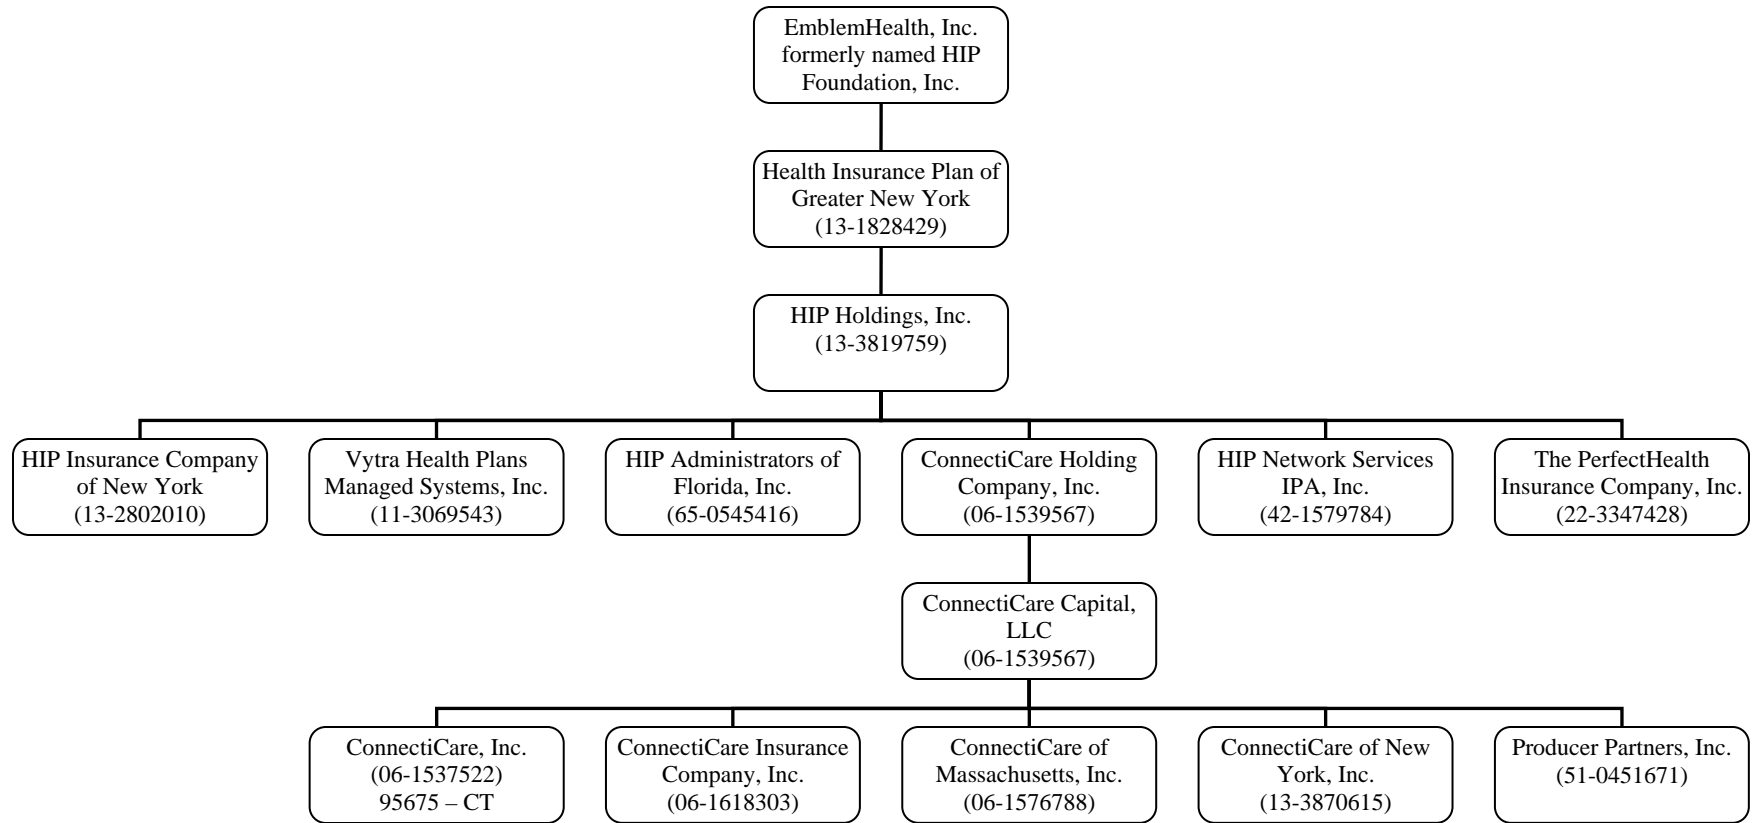 EmblemHealth, Inc.
formerly named HIP
Foundation, Inc.
Health Insurance Plan of
Greater New York
(13-1828429)
HIP Holdings, Inc.
(13-3819759)
HIP Insurance Company
of New York
(13-2802010)
Vytra Health Plans
Managed Systems, Inc.
(11-3069543)
HIP Administrators of
Florida, Inc.
(65-0545416)
ConnectiCare Holding
Company, Inc.
(06-1539567)
HIP Network Services
IPA, Inc.
(42-1579784)
The PerfectHealth
Insurance Company, Inc.
(22-3347428)
ConnectiCare Capital,
LLC
(06-1539567)
ConnectiCare, Inc.
(06-1537522)
95675 – CT
ConnectiCare Insurance
Company, Inc.
(06-1618303)
ConnectiCare of
Massachusetts, Inc.
(06-1576788)
ConnectiCare of New
York, Inc.
(13-3870615)
Producer Partners, Inc.
(51-0451671)